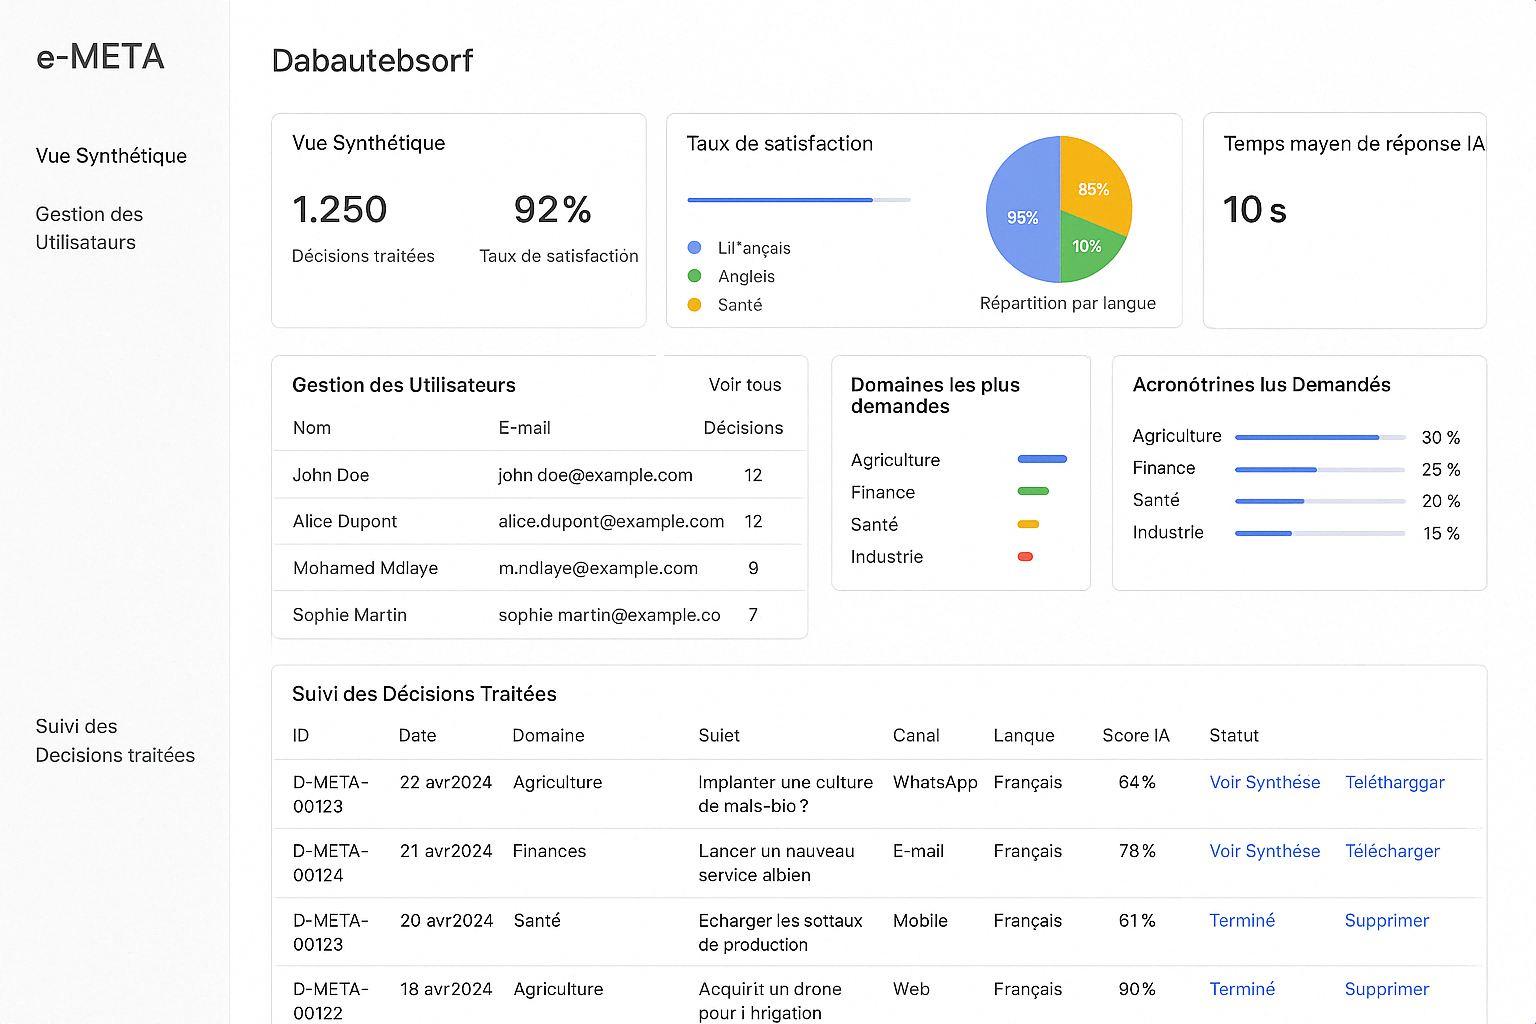 e-META
Vue Synthétique
Gestion des
Utilisataurs
Suivi des
Decisions traitées
Dabautebsorf
Vue Synthétique
1.250
92%
Décisions traitées
Taux de satisfaction
Taux de satisfaction
Lil*ançais
Angleis
Santé
95%
85%
10%
Répartition par langue
Temps mayen de réponse IA
10 s
Gestion des Utilisateurs
Voir tous
Nom E-mail Décisions
John Doe john doe@example.com 12
Alice Dupont alice.dupont@example.com 12
Mohamed Mdlaye m.ndlaye@example.com 9
Sophie Martin sophie martin@example.co 7
Domaines les plus
demandes
Agriculture
Finance
Santé
Industrie
Acronótrines lus Demandés
Agriculture 30 %
Finance 25 %
Santé 20 %
Industrie 15 %
Suivi des Décisions Traitées
ID Date Domaine Suiet Canal Lanque Score IA Statut
D-META- 22 avr2024 Agriculture Implanter une culture WhatsApp Français 64% Voir Synthése Telétharggar
00123 de mals-bio ?
D-META- 21 avr2024 Finances Lancer un nauveau E-mail Français 78% Voir Synthése Télécharger
00124 service albien
D-META- 20 avr2024 Santé Echarger les sottaux Mobile Français 61% Terminé Supprimer
00123 de production
D-META- 18 avr2024 Agriculture Acquirit un drone Web Français 90% Terminé Supprimer
00122 pour i hrigation